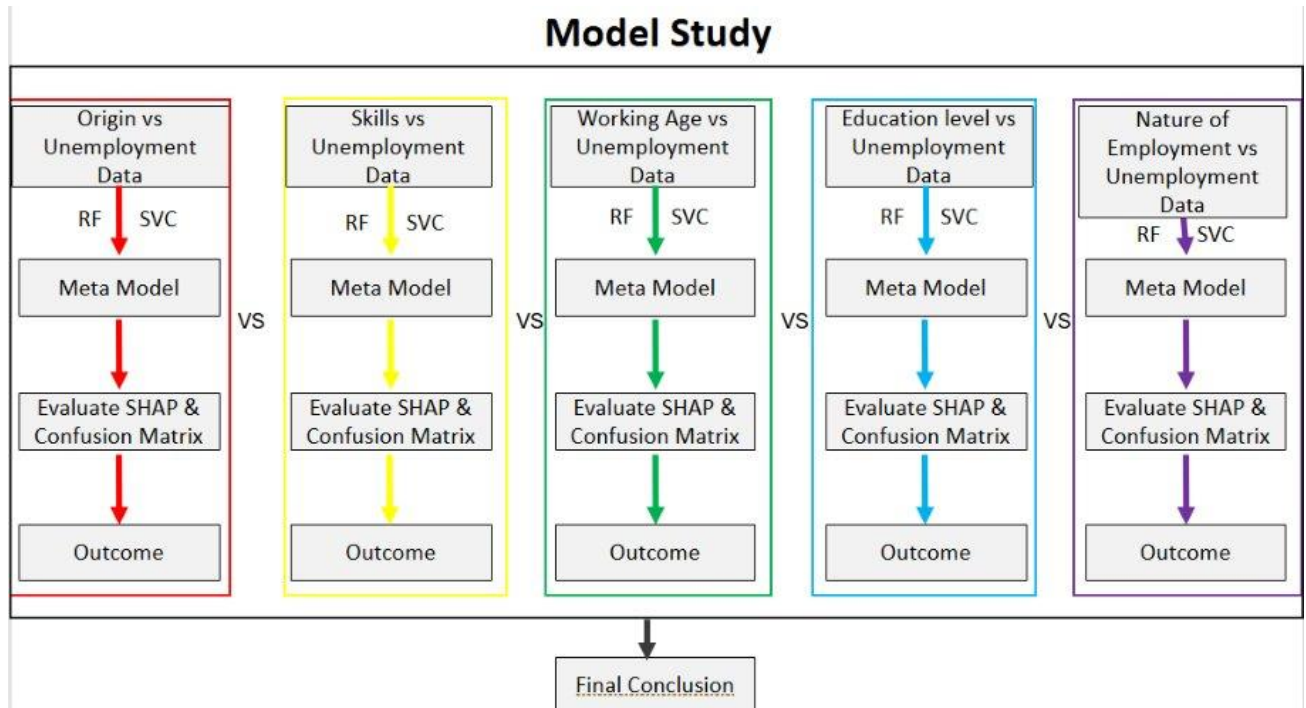 Model Study
Origin vs
Unemployment
Data
RF SVC
Meta Model
Evaluate SHAP &
Confusion Matrix
Outcome
VS
Skills vs
Unemployment
Data
RF SVC
Meta Model
Evaluate SHAP &
Confusion Matrix
Outcome
VS
Working Age vs
Unemployment
Data
RF SVC
Meta Model
Evaluate SHAP &
Confusion Matrix
Outcome
VS
Education level vs
Unemployment
Data
RF SVC
Meta Model
Evaluate SHAP &
Confusion Matrix
Outcome
VS
Nature of
Employment vs
Unemployment
Data
RF SVC
Meta Model
Evaluate SHAP &
Confusion Matrix
Outcome
Final Conclusion